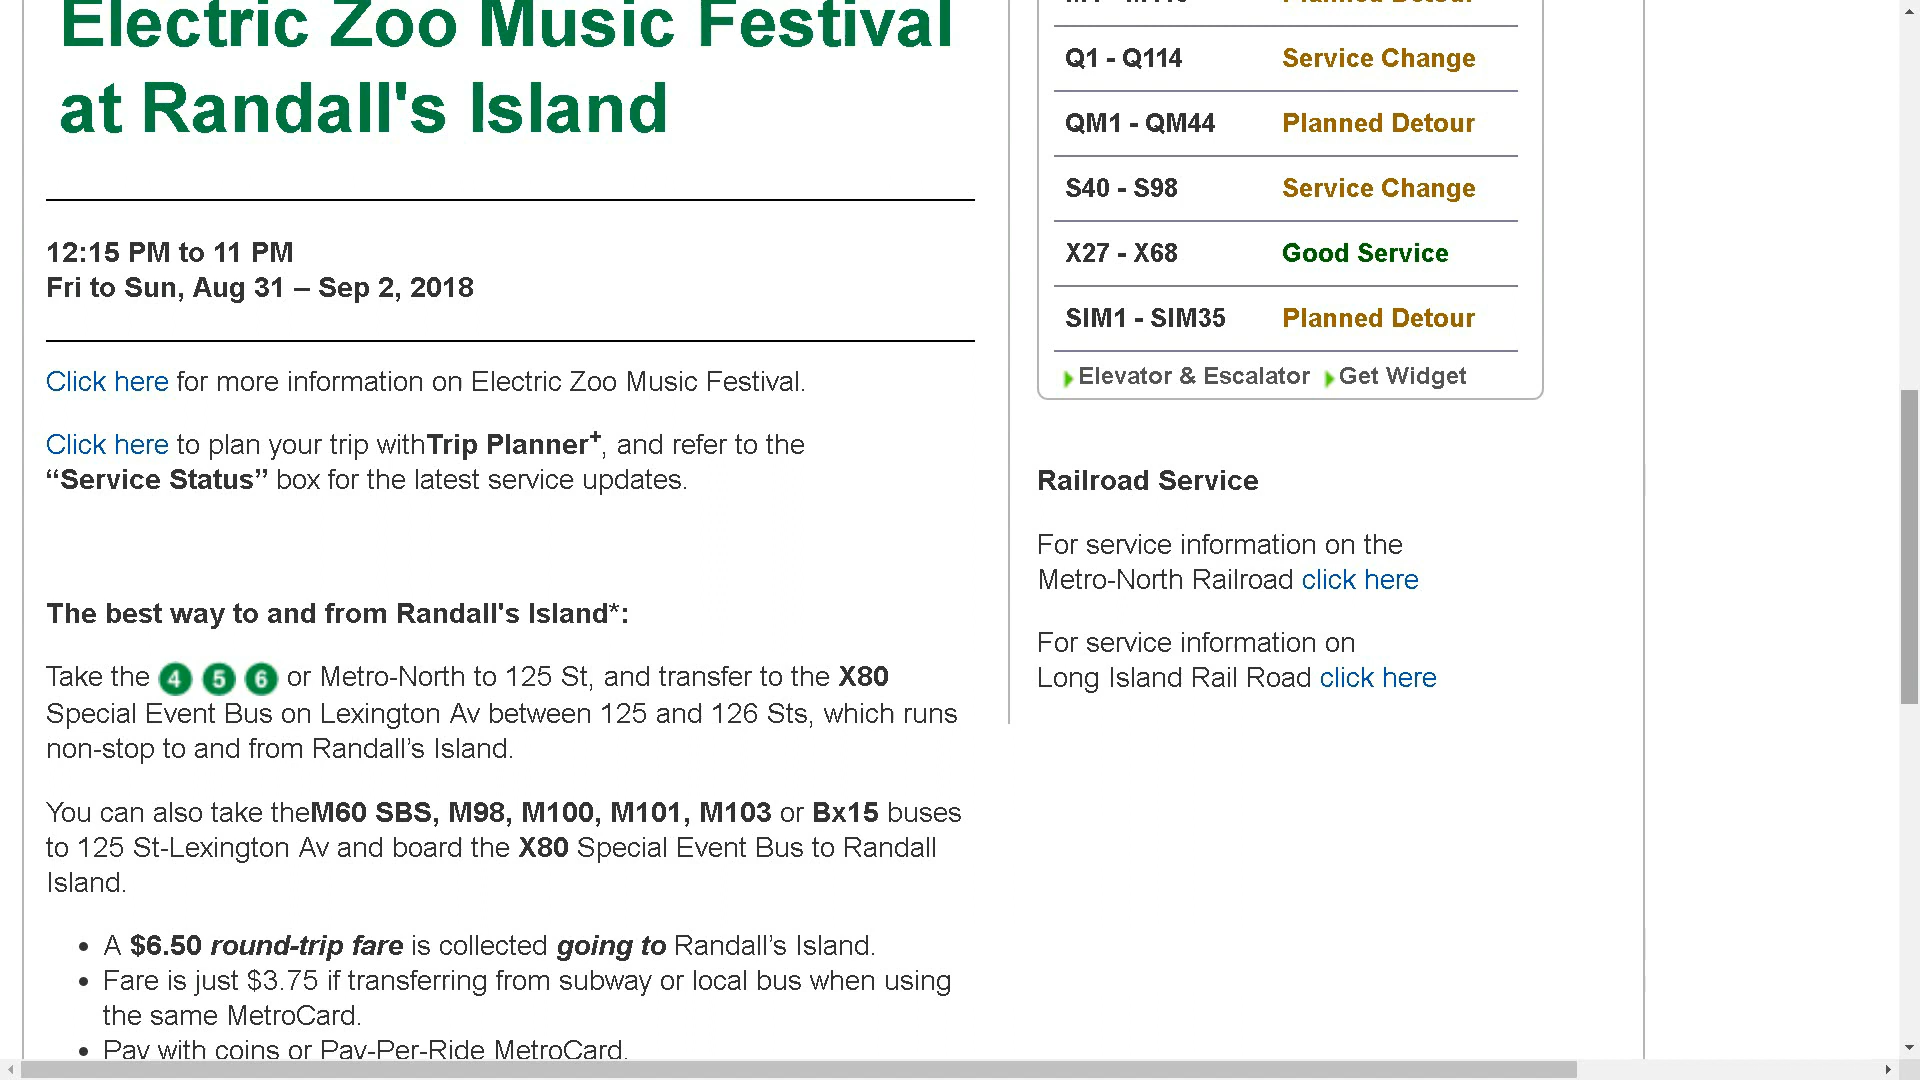 Electric Zoo Music Festival
at Randall's Island
12:15 PM to 11 PM
Fri to Sun, Aug 31 – Sep 2, 2018
Click here for more information on Electric Zoo Music Festival.
Click here to plan your trip withTrip Planner+, and refer to the
“Service Status” box for the latest service updates.
The best way to and from Randall's Island*:
Take the 4 5 6 or Metro-North to 125 St, and transfer to the X80
Special Event Bus on Lexington Av between 125 and 126 Sts, which runs
non-stop to and from Randall’s Island.
You can also take theM60 SBS, M98, M100, M101, M103 or Bx15 buses
to 125 St-Lexington Av and board the X80 Special Event Bus to Randall
Island.
• A $6.50 round-trip fare is collected going to Randall’s Island.
• Fare is just $3.75 if transferring from subway or local bus when using
the same MetroCard.
• Pay with coins or Pay-Per-Ride MetroCard.
Planned Detour
Q1 - Q114 Service Change
QM1 - QM44 Planned Detour
S40 - S98 Service Change
X27 - X68 Good Service
SIM1 - SIM35 Planned Detour
Elevator & Escalator Get Widget
Railroad Service
For service information on the
Metro-North Railroad click here
For service information on
Long Island Rail Road click here